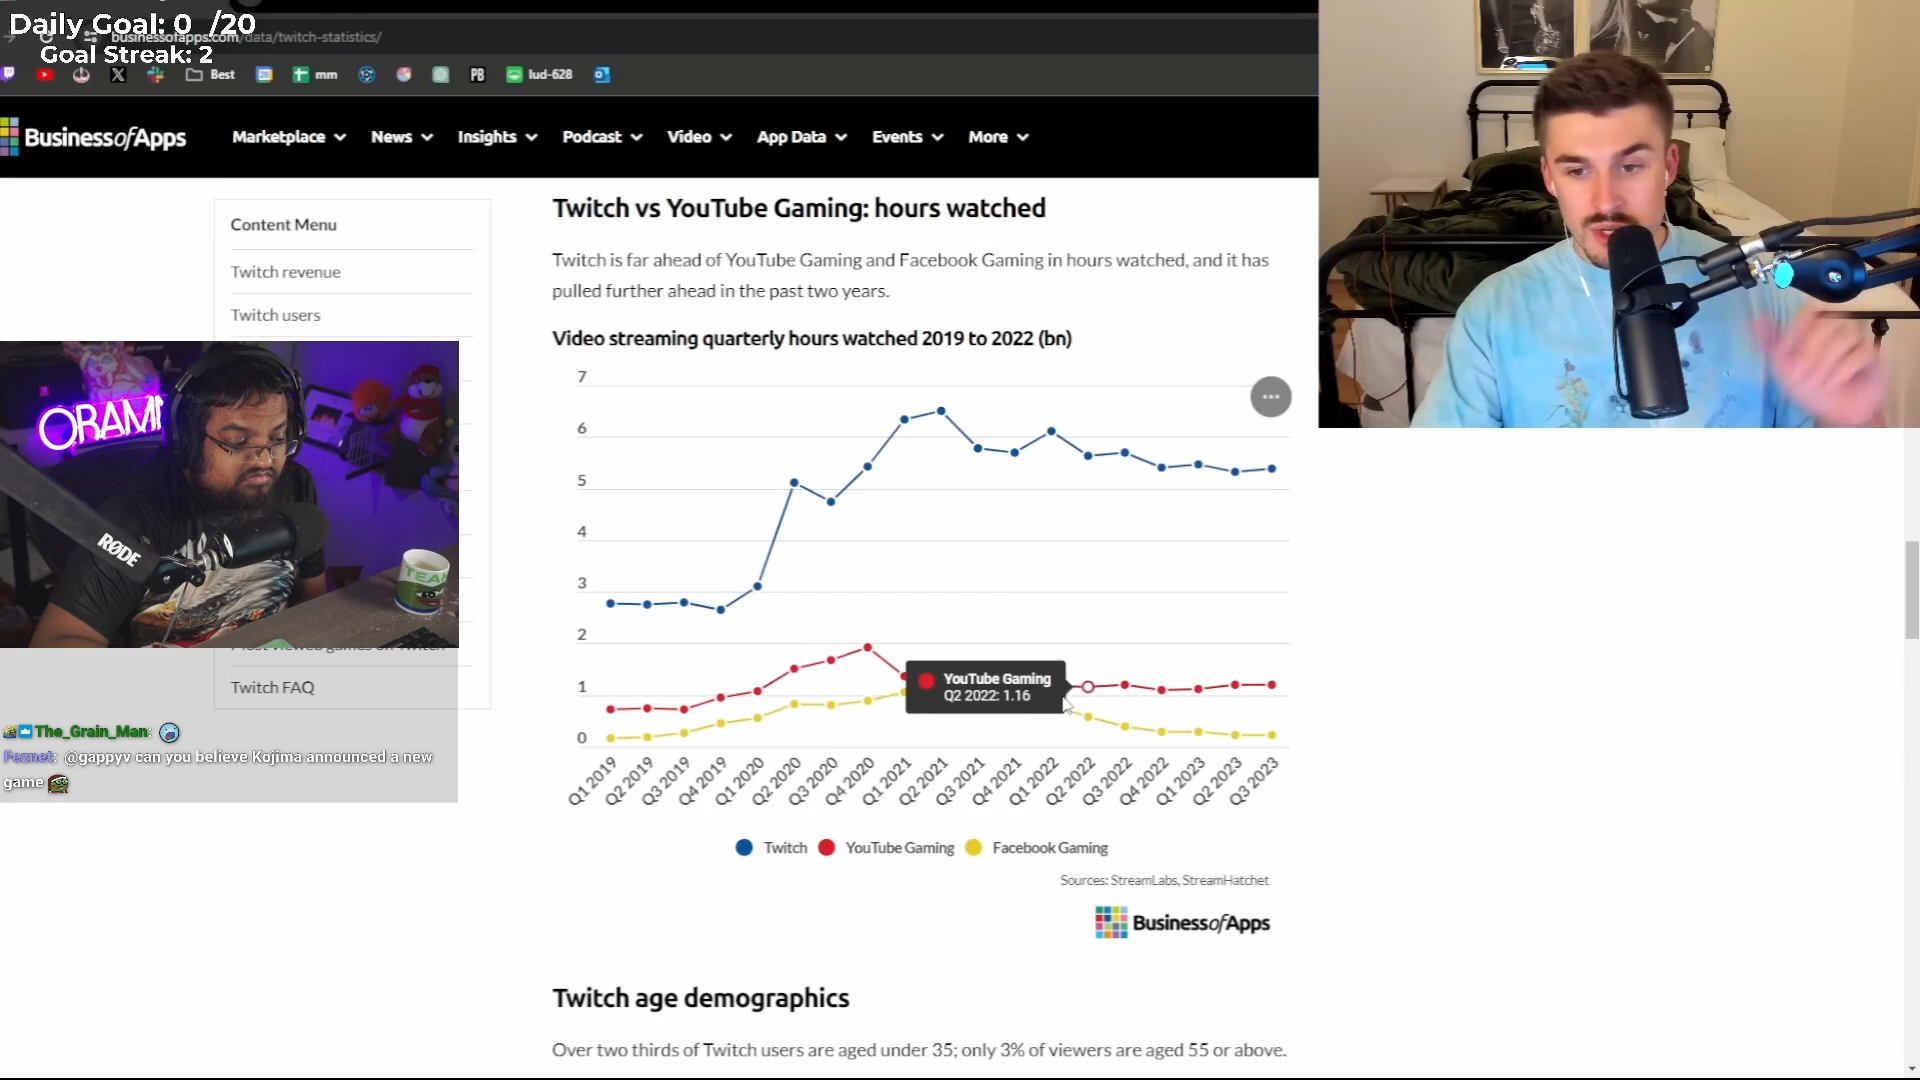 Daily Goal: 0 /20
Goal Streak: 2
businessofapps.com/data/twitch-statistics/
Best
mm
PB
lud-628
BusinessofApps
Marketplace
News
Insights
Podcast
Video
App Data
Events
More
Content Menu
Twitch revenue
Twitch users
Most viewed games on Twitch
Twitch FAQ
Twitch vs YouTube Gaming: hours watched
Twitch is far ahead of YouTube Gaming and Facebook Gaming in hours watched, and it has
pulled further ahead in the past two years.
Video streaming quarterly hours watched 2019 to 2022 (bn)
7
6
5
4
3
2
1
0
YouTube Gaming
Q2 2022: 1.16
Q1 2019
Q2 2019
Q3 2019
Q4 2019
Q1 2020
Q2 2020
Q3 2020
Q4 2020
Q1 2021
Q2 2021
Q3 2021
Q4 2021
Q1 2022
Q2 2022
Q3 2022
Q4 2022
Q1 2023
Q2 2023
Q3 2023
Twitch
YouTube Gaming
Facebook Gaming
Sources: StreamLabs, StreamHatchet
BusinessofApps
Twitch age demographics
Over two thirds of Twitch users are aged under 35; only 3% of viewers are aged 55 or above.
RØDE
TEAM
The_Grain_Man:
Feznet: @gappyv can you believe Kojima announced a new
game